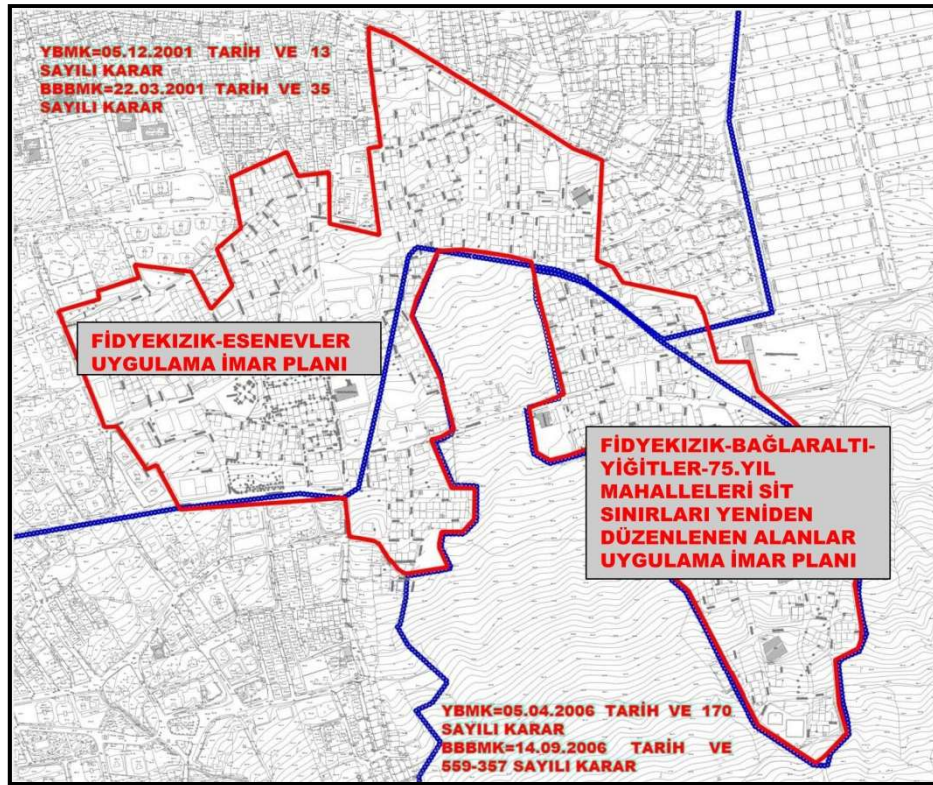 YBMK=05.12.2001 TARİH VE 13
SAYILI KARAR
BBBMK=22.03.2001 TARİH VE 35
SAYILI KARAR
FİDYEKIZIK-ESENEVLER
UYGULAMA İMAR PLANI
FİDYEKIZIK-BAĞLARALTI-
YİĞİTLER-75.YIL
MAHALLELERİ SİT
SINIRLARI YENİDEN
DÜZENLENEN ALANLAR
UYGULAMA İMAR PLANI
YBMK=05.04.2006 TARİH VE 170
SAYILI KARAR
BBBMK=14.09.2006 TARİH VE
559-357 SAYILI KARAR